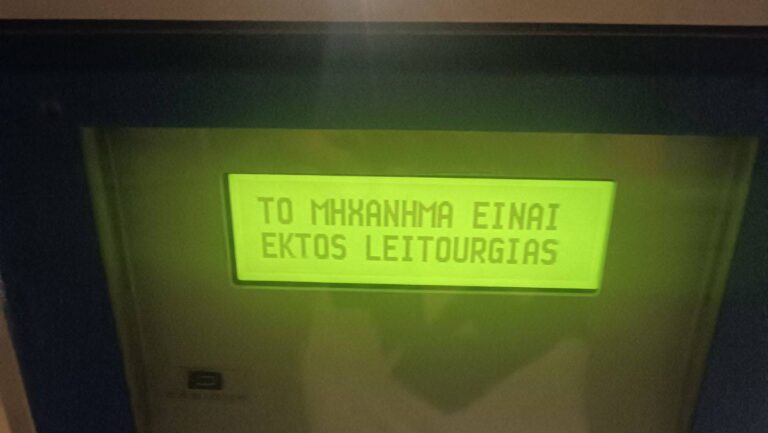 TO MHXANHMA EINAI
EKTOS LEITOURGIAS